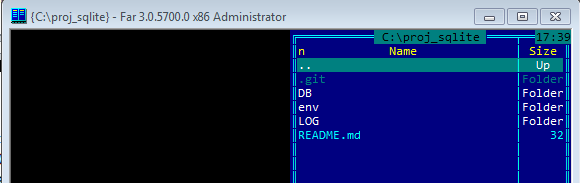 {C:\proj_sqlite} - Far 3.0.5700.0 x86 Administrator
C:\proj_sqlite 17:39
n Name Size
.. Up
.git Folder
DB Folder
env Folder
LOG Folder
README.md 32